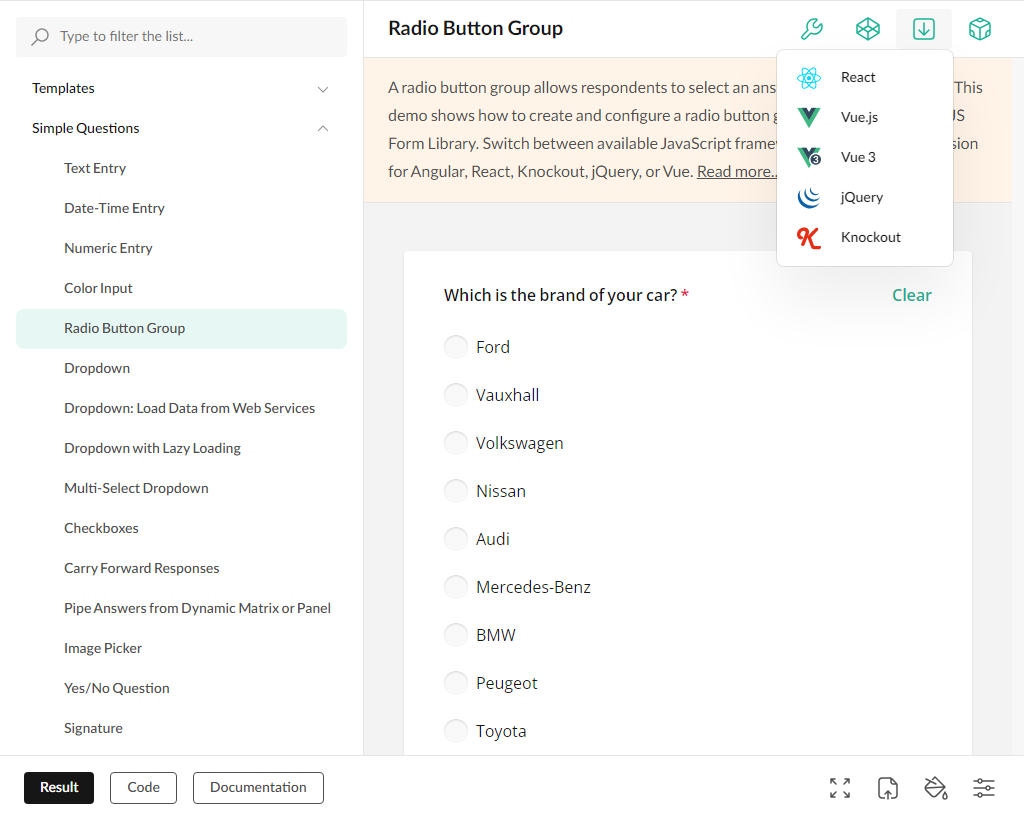 Type to filter the list...
Templates
Simple Questions
Text Entry
Date-Time Entry
Numeric Entry
Color Input
Radio Button Group
Dropdown
Dropdown: Load Data from Web Services
Dropdown with Lazy Loading
Multi-Select Dropdown
Checkboxes
Carry Forward Responses
Pipe Answers from Dynamic Matrix or Panel
Image Picker
Yes/No Question
Signature
Radio Button Group
A radio button group allows respondents to select an ans This
demo shows how to create and configure a radio button g JS
Form Library. Switch between available JavaScript frame sion
for Angular, React, Knockout, jQuery, or Vue. Read more..
React
Vue.js
Vue 3
jQuery
Knockout
Which is the brand of your car? *
Clear
Ford
Vauxhall
Volkswagen
Nissan
Audi
Mercedes-Benz
BMW
Peugeot
Toyota
Result
Code
Documentation